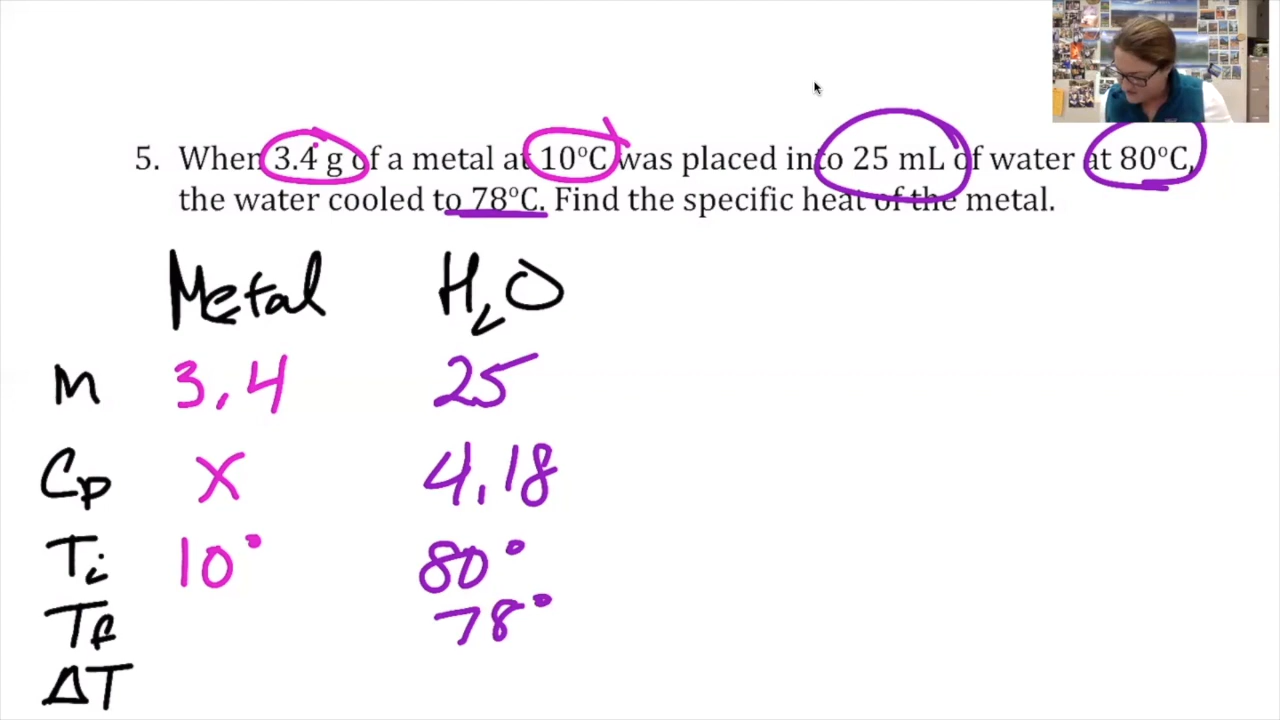 5. When 3.4 g of a metal at 10°C was placed into 25 mL of water at 80°C,
the water cooled to 78°C. Find the specific heat of the metal.
Metal H₂O
M 3.4 25
Cp X 4.18
Ti 10° 80°
Tf 78°
ΔT